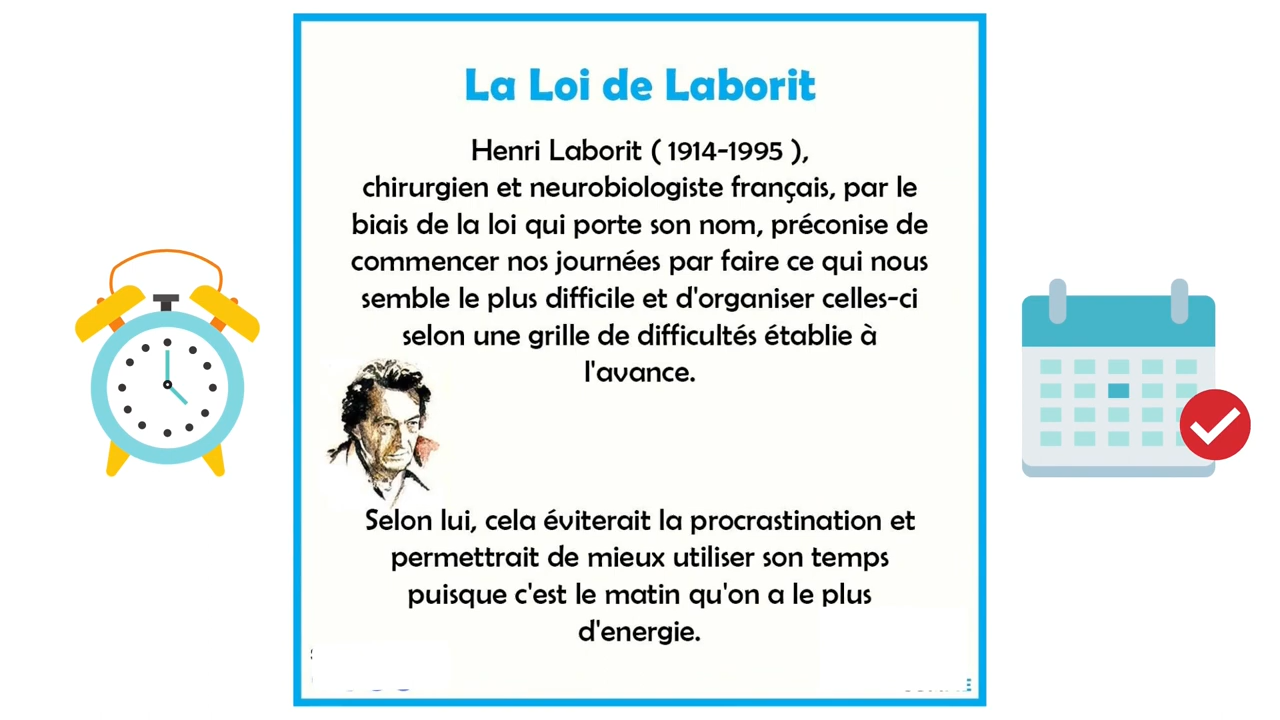 La Loi de Laborit
Henri Laborit ( 1914-1995 ),
chirurgien et neurobiologiste français, par le
biais de la loi qui porte son nom, préconise de
commencer nos journées par faire ce qui nous
semble le plus difficile et d'organiser celles-ci
selon une grille de difficultés établie à
l'avance.
Selon lui, cela éviterait la procrastination et
permettrait de mieux utiliser son temps
puisque c'est le matin qu'on a le plus
d'energie.